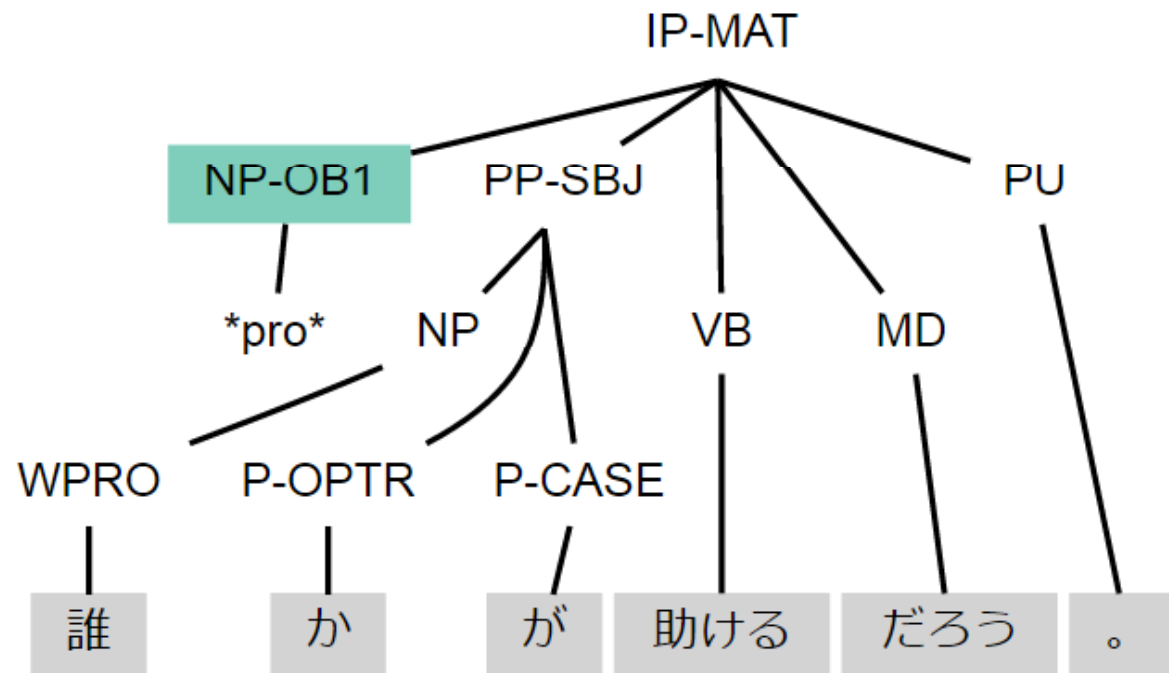 IP-MAT
NP-OB1 PP-SBJ PU
*pro* NP VB MD
WPRO P-OPTR P-CASE
誰 か が 助ける だろう 。